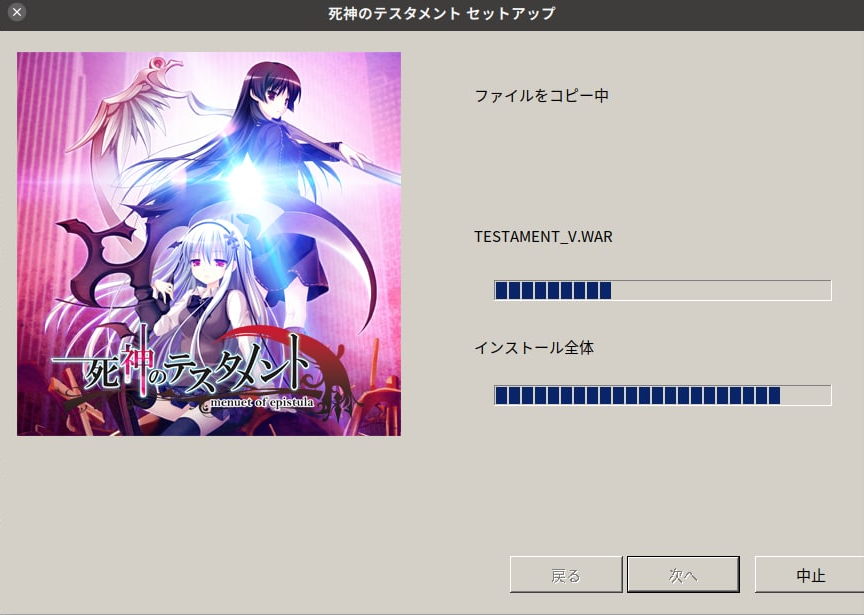 死神のテスタメント セットアップ
ファイルをコピー中
TESTAMENT_V.WAR
インストール全体
死神のテスタメント
menuet of epistula
戻る
次へ
中止